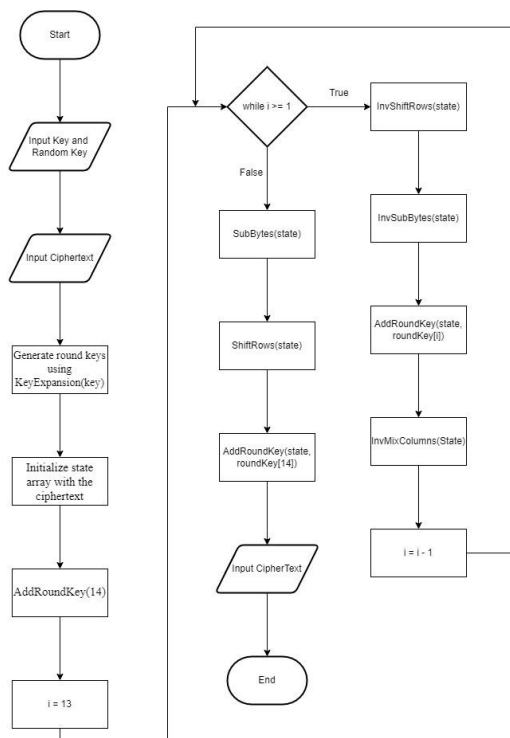 Start
Input Key and
Random Key
Input Ciphertext
Generate round keys
using
KeyExpansion(key)
Initialize state
array with the
ciphertext
AddRoundKey(14)
i = 13
while i >= 1
True
False
SubBytes(state)
ShiftRows(state)
AddRoundKey(state,
roundKey[14])
Input CipherText
End
InvShiftRows(state)
InvSubBytes(state)
AddRoundKey(state,
roundKey[i])
InvMixColumns(State)
i = i - 1